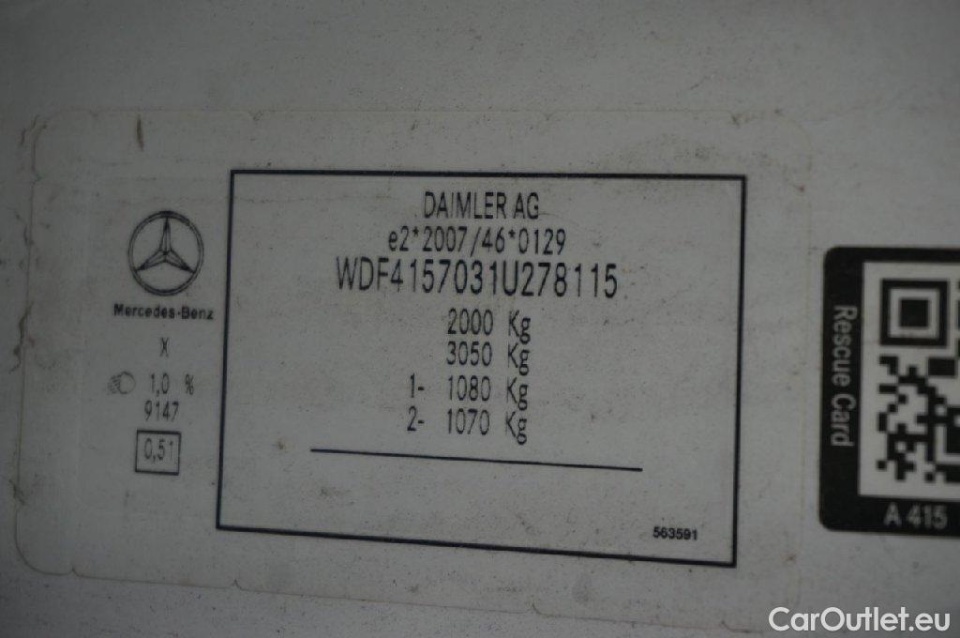 DAIMLER AG
e2*2007/46*0129
WDF4157031U278115
2000 Kg
3050 Kg
1- 1080 Kg
2- 1070 Kg
563591
Mercedes-Benz
X
1,0 %
9147
0,51
Rescue Card
A 415
CarOutlet.eu